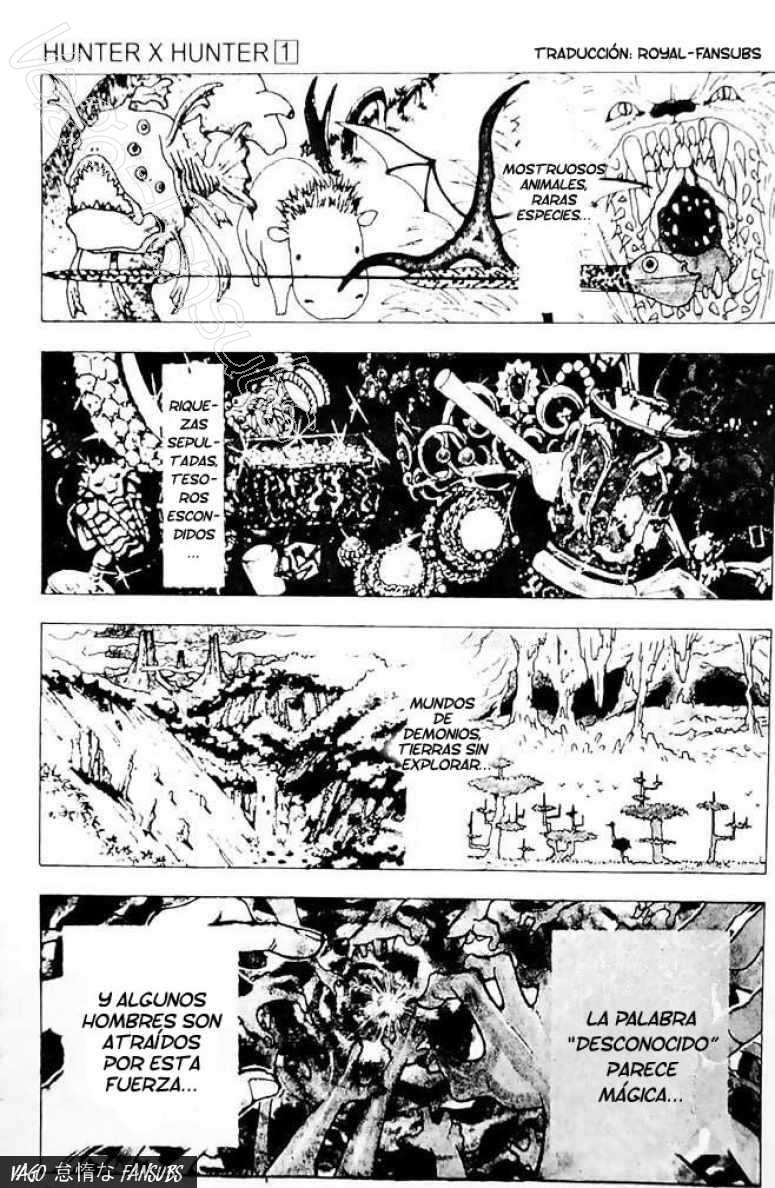 HUNTER X HUNTER 1
TRADUCCIÓN: ROYAL-FANSUBS
MOSTRUOSOS
ANIMALES,
RARAS
ESPECIES...
RIQUE-
ZAS
SEPUL-
TADAS,
TESO-
ROS
ESCON-
DIDOS
...
MUNDOS
DE
DEMONIOS,
TIERRAS SIN
EXPLORAR...
LA PALABRA
"DESCONOCIDO"
PARECE
MÁGICA...
Y ALGUNOS
HOMBRES SON
ATRAÍDOS
POR ESTA
FUERZA...
VAGO 怠惰な FANSUBS